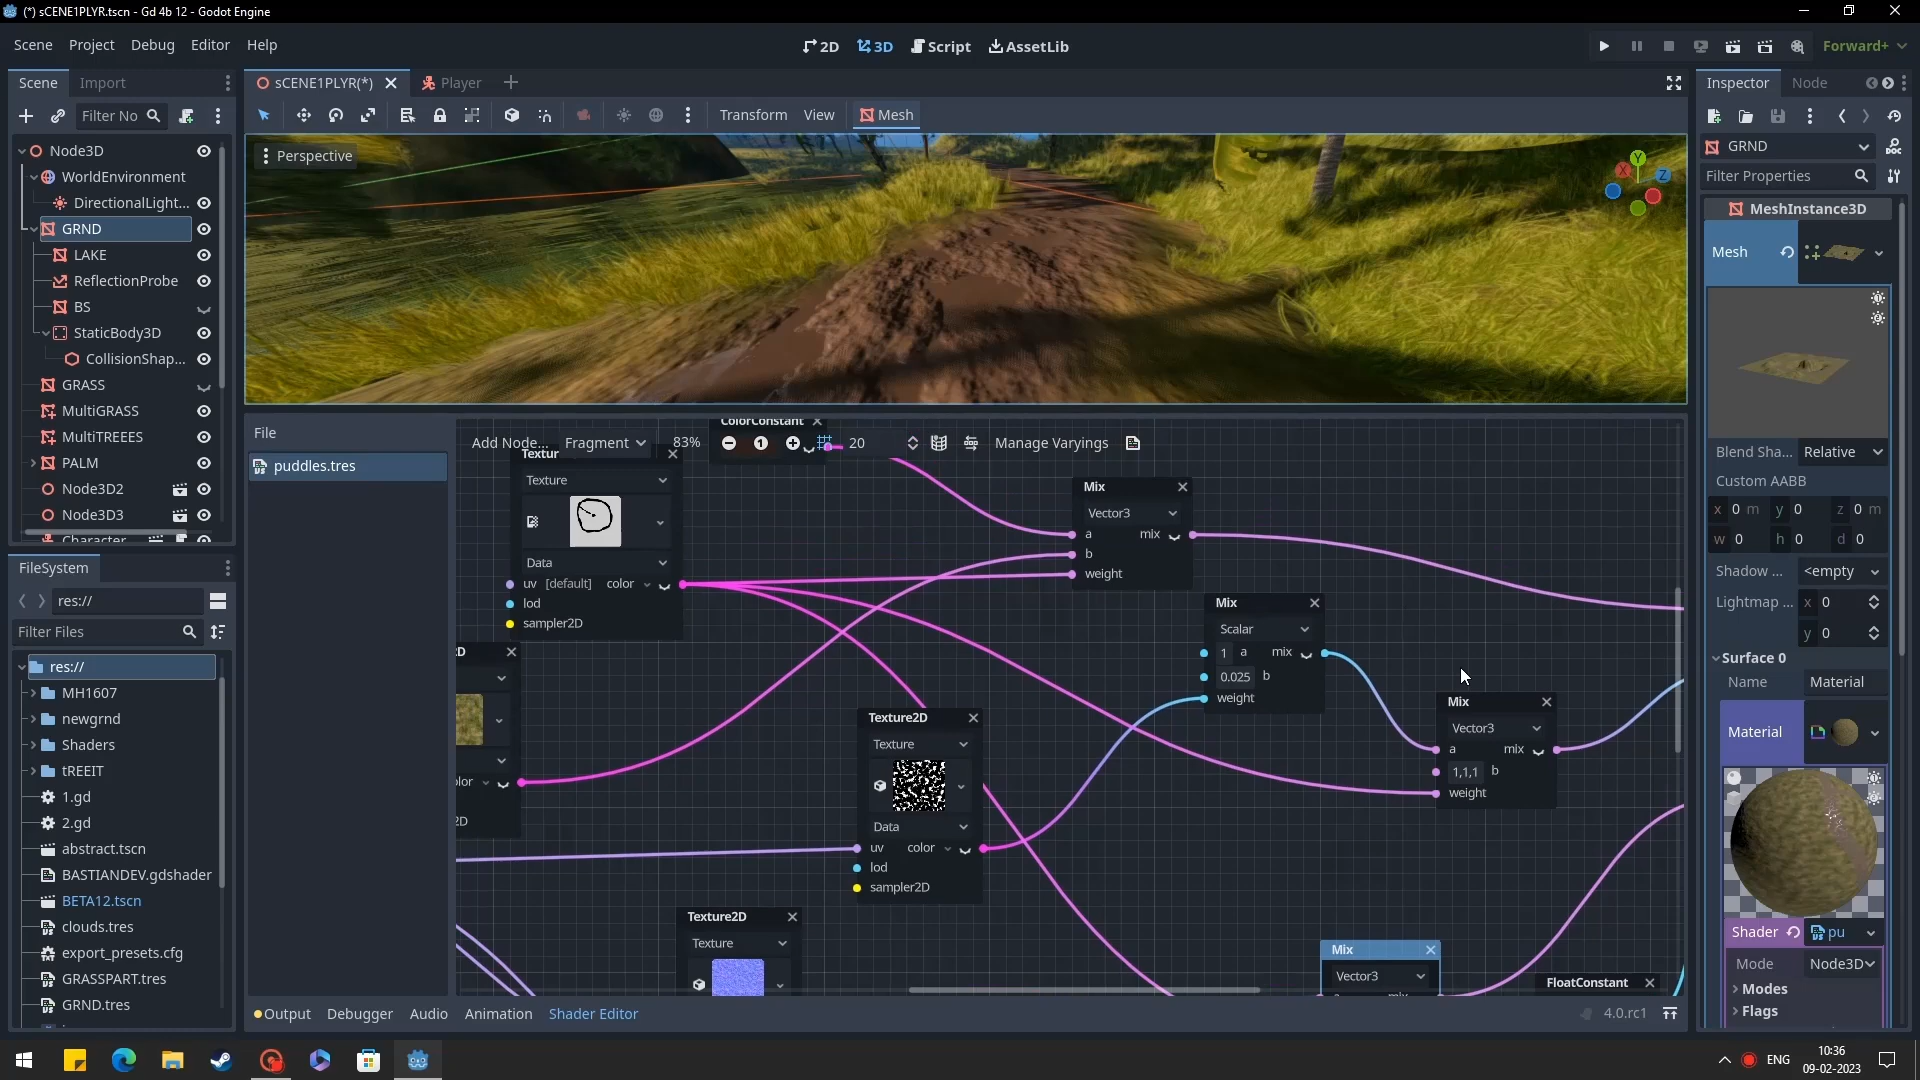 (*) sCENE1PLYR.tscn - Gd 4b 12 - Godot Engine
Scene Project Debug Editor Help
2D 3D Script AssetLib
Forward+
Scene Import
sCENE1PLYR(*) Player
Inspector Node
Filter No
Transform View Mesh
Perspective
Node3D
WorldEnvironment
DirectionalLight...
GRND
LAKE
ReflectionProbe
BS
StaticBody3D
CollisionShap...
GRASS
MultiGRASS
MultiTREEES
PALM
Node3D2
Node3D3
Character
FileSystem
res://
Filter Files
res://
MH1607
newgrnd
Shaders
tREEIT
1.gd
2.gd
abstract.tscn
BASTIANDEV.gdshader
BETA12.tscn
clouds.tres
export_presets.cfg
GRASSPART.tres
GRND.tres
File
puddles.tres
ColorConstant
Add Node... Fragment 83% 1 20 Manage Varyings
Textur
Texture
Data
uv [default] color
lod
sampler2D
Mix
Vector3
a mix
b
weight
Mix
Scalar
1 a mix
0.025 b
weight
Mix
Vector3
a mix
1,1,1 b
weight
Texture2D
Texture
Data
uv color
lod
sampler2D
Texture2D
Texture
Mix
Vector3
FloatConstant
Output Debugger Audio Animation Shader Editor
4.0.rc1
GRND
Filter Properties
MeshInstance3D
Mesh
Blend Sha... Relative
Custom AABB
x 0 m y 0 z 0 m
w 0 h 0 d 0
Shadow ... <empty
Lightmap ... x 0
y 0
Surface 0
Name Material
Material
Shader pu
Mode Node3D
Modes
Flags
ENG
10:36
09-02-2023